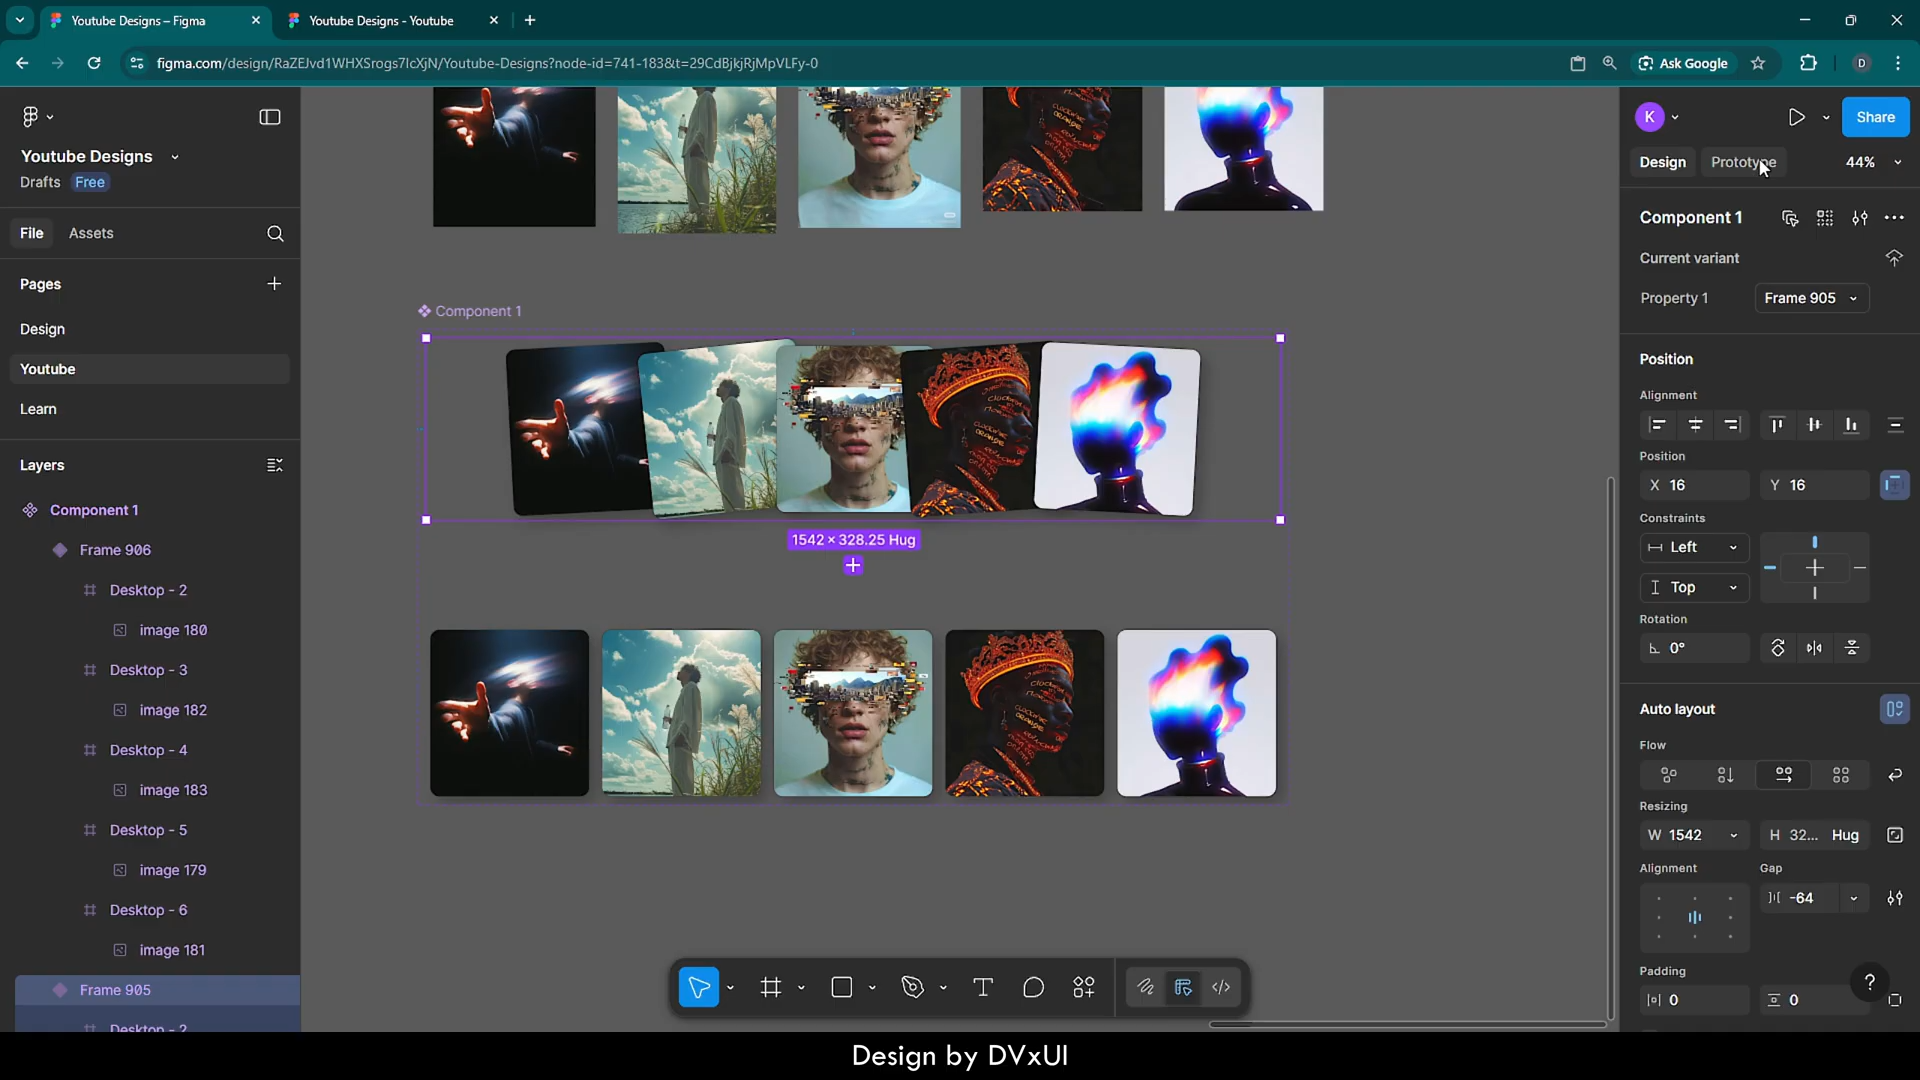 Youtube Designs – Figma
Youtube Designs - Youtube
figma.com/design/RaZEJvd1WHXSrogs7IcXjN/Youtube-Designs?node-id=741-183&t=29CdBjkjRjMpVLFy-0
Ask Google
D
Youtube Designs
Drafts Free
File Assets
Pages
Design
Youtube
Learn
Layers
Component 1
Frame 906
Desktop - 2
image 180
Desktop - 3
image 182
Desktop - 4
image 183
Desktop - 5
image 179
Desktop - 6
image 181
Frame 905
Desktop - 2
Component 1
1542 × 328.25 Hug
K
Share
Design Prototype 44%
Component 1
Current variant
Property 1 Frame 905
Position
Alignment
Position
X 16 Y 16
Constraints
Left
Top
Rotation
0°
Auto layout
Flow
Resizing
W 1542 H 32... Hug
Alignment Gap
-64
Padding
0 0
?
Design by DVxUI